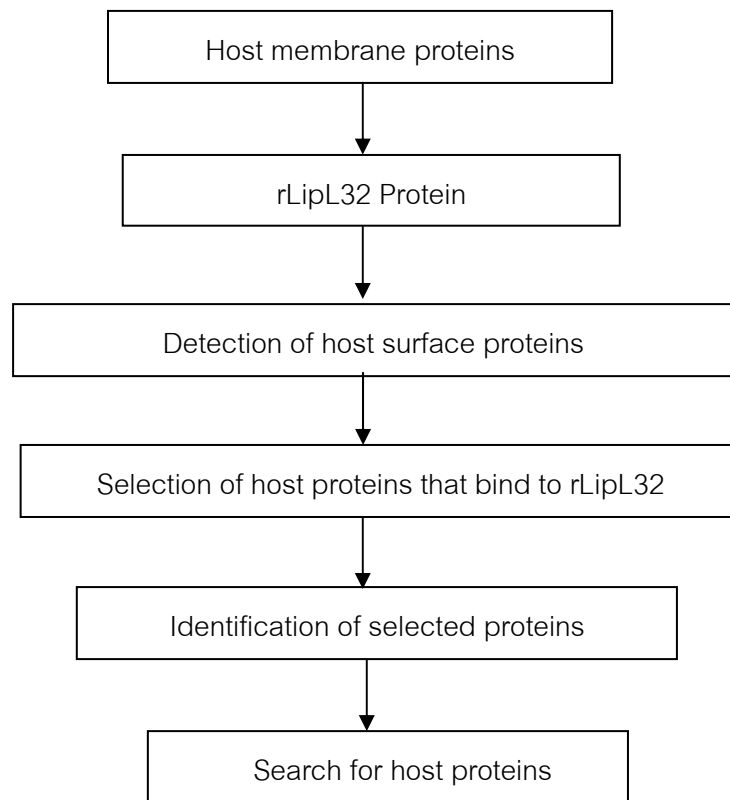 Host membrane proteins
rLipL32 Protein
Detection of host surface proteins
Selection of host proteins that bind to rLipL32
Identification of selected proteins
Search for host proteins